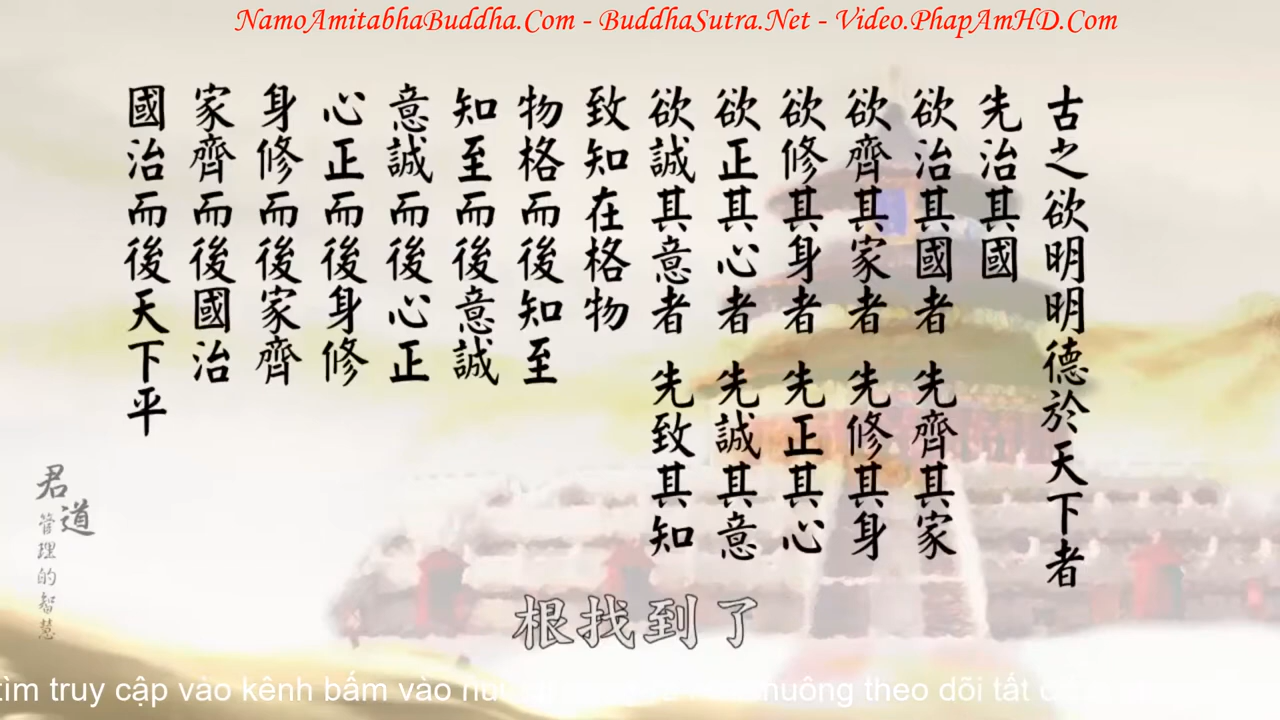 NamoAmitabhaBuddha.Com - BuddhaSutra.Net - Video.PhapAmHD.Com
古之欲明明德於天下者
先治其國
欲治其國者 先齊其家
欲齊其家者 先修其身
欲修其身者 先正其心
欲正其心者 先誠其意
欲誠其意者 先致其知
致知在格物
物格而後知至
知至而後意誠
意誠而後心正
心正而後身修
身修而後家齊
家齊而後國治
國治而後天下平
君道
管理的智慧
根找到了
tìm truy cập vào kênh bấm vào theo dõi tất